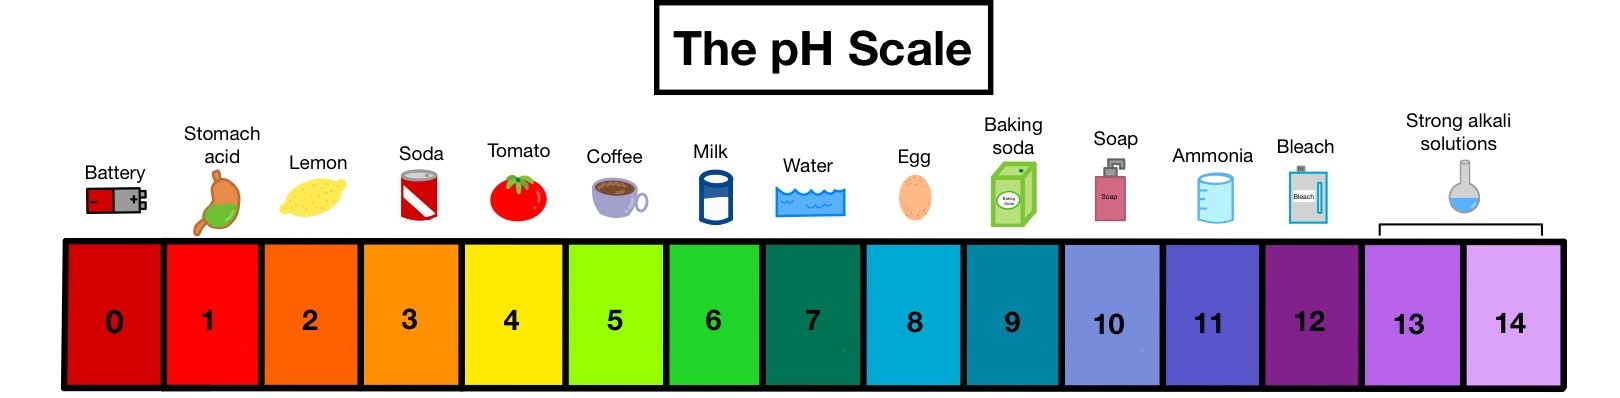 The pH Scale
Battery
Stomach
acid
Lemon
Soda
Tomato
Coffee
Milk
Water
Egg
Baking
soda
Baking
Soda
Soap
Soap
Ammonia
Bleach
Bleach
Strong alkali
solutions
-
+
0 1 2 3 4 5 6 7 8 9 10 11 12 13 14